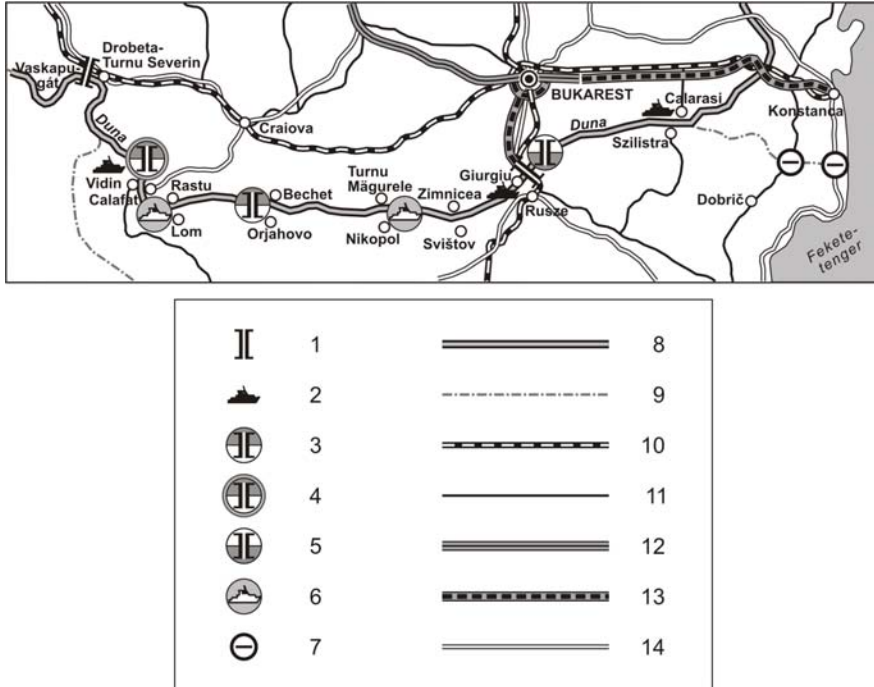 Drobeta-
Turnu Severin
Vaskapu-
gát
BUKAREST
Calarasi
Konstanca
Craiova
Duna
Duna
Szilistra
Turnu
Mägurele
Giurgiu
Vidin
Rastu
Bechet
Zimnicea
Dobrič
Calafat
Rusze
Lom
Orjahovo
Nikopol
Svištov
Fekete-
tenger
1 8
2 9
3 10
4 11
5 12
6 13
7 14